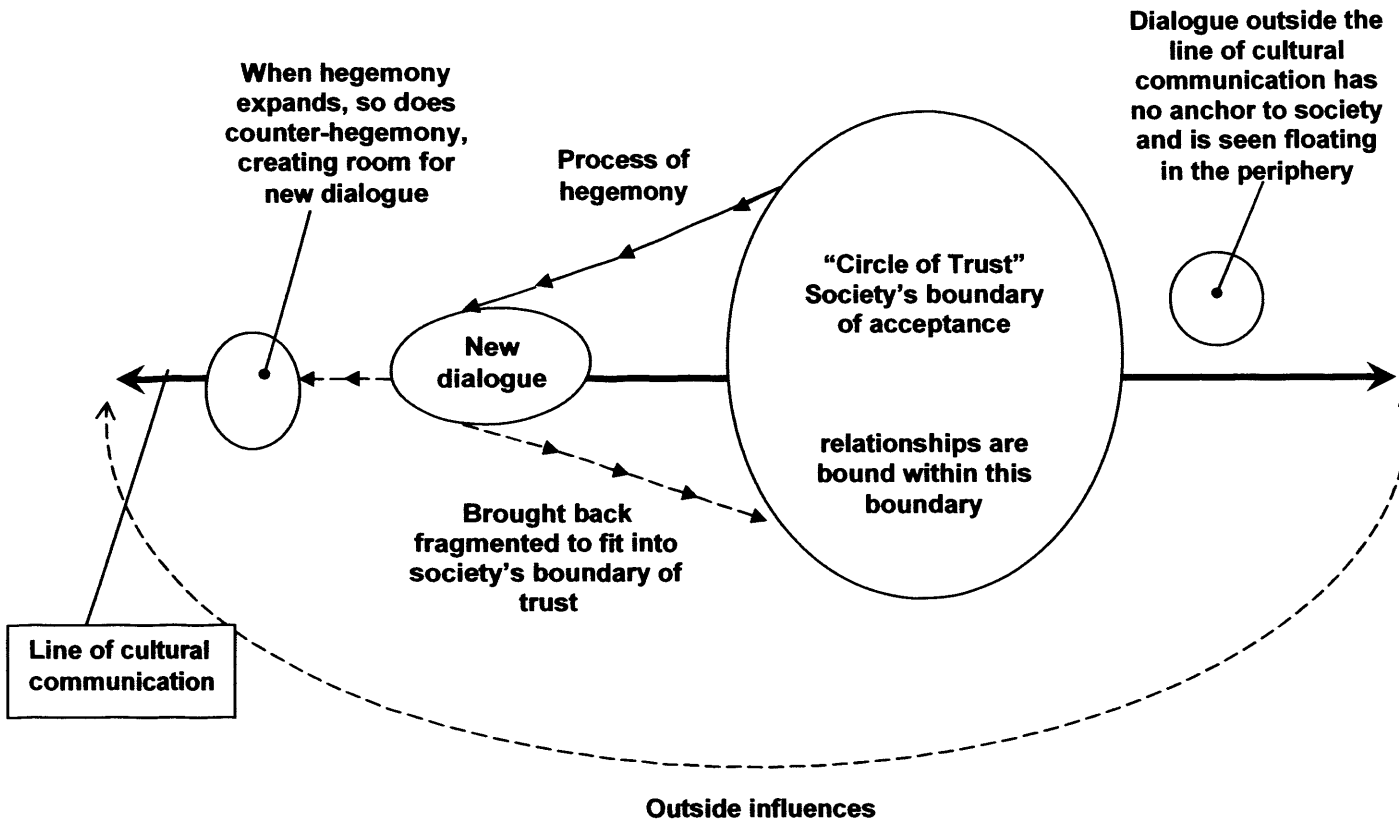 When hegemony
expands, so does
counter-hegemony,
creating room for
new dialogue
Process of
hegemony
Dialogue outside the
line of cultural
communication has
no anchor to society
and is seen floating
in the periphery
“Circle of Trust”
Society’s boundary
of acceptance
relationships are
bound within this
boundary
New
dialogue
Brought back
fragmented to fit into
society’s boundary of
trust
Line of cultural
communication
Outside influences